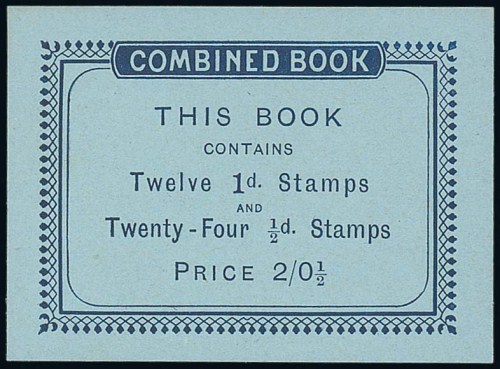 COMBINED BOOK
THIS BOOK
CONTAINS
Twelve 1d. Stamps
AND
Twenty-Four ½d. Stamps
PRICE 2/0½